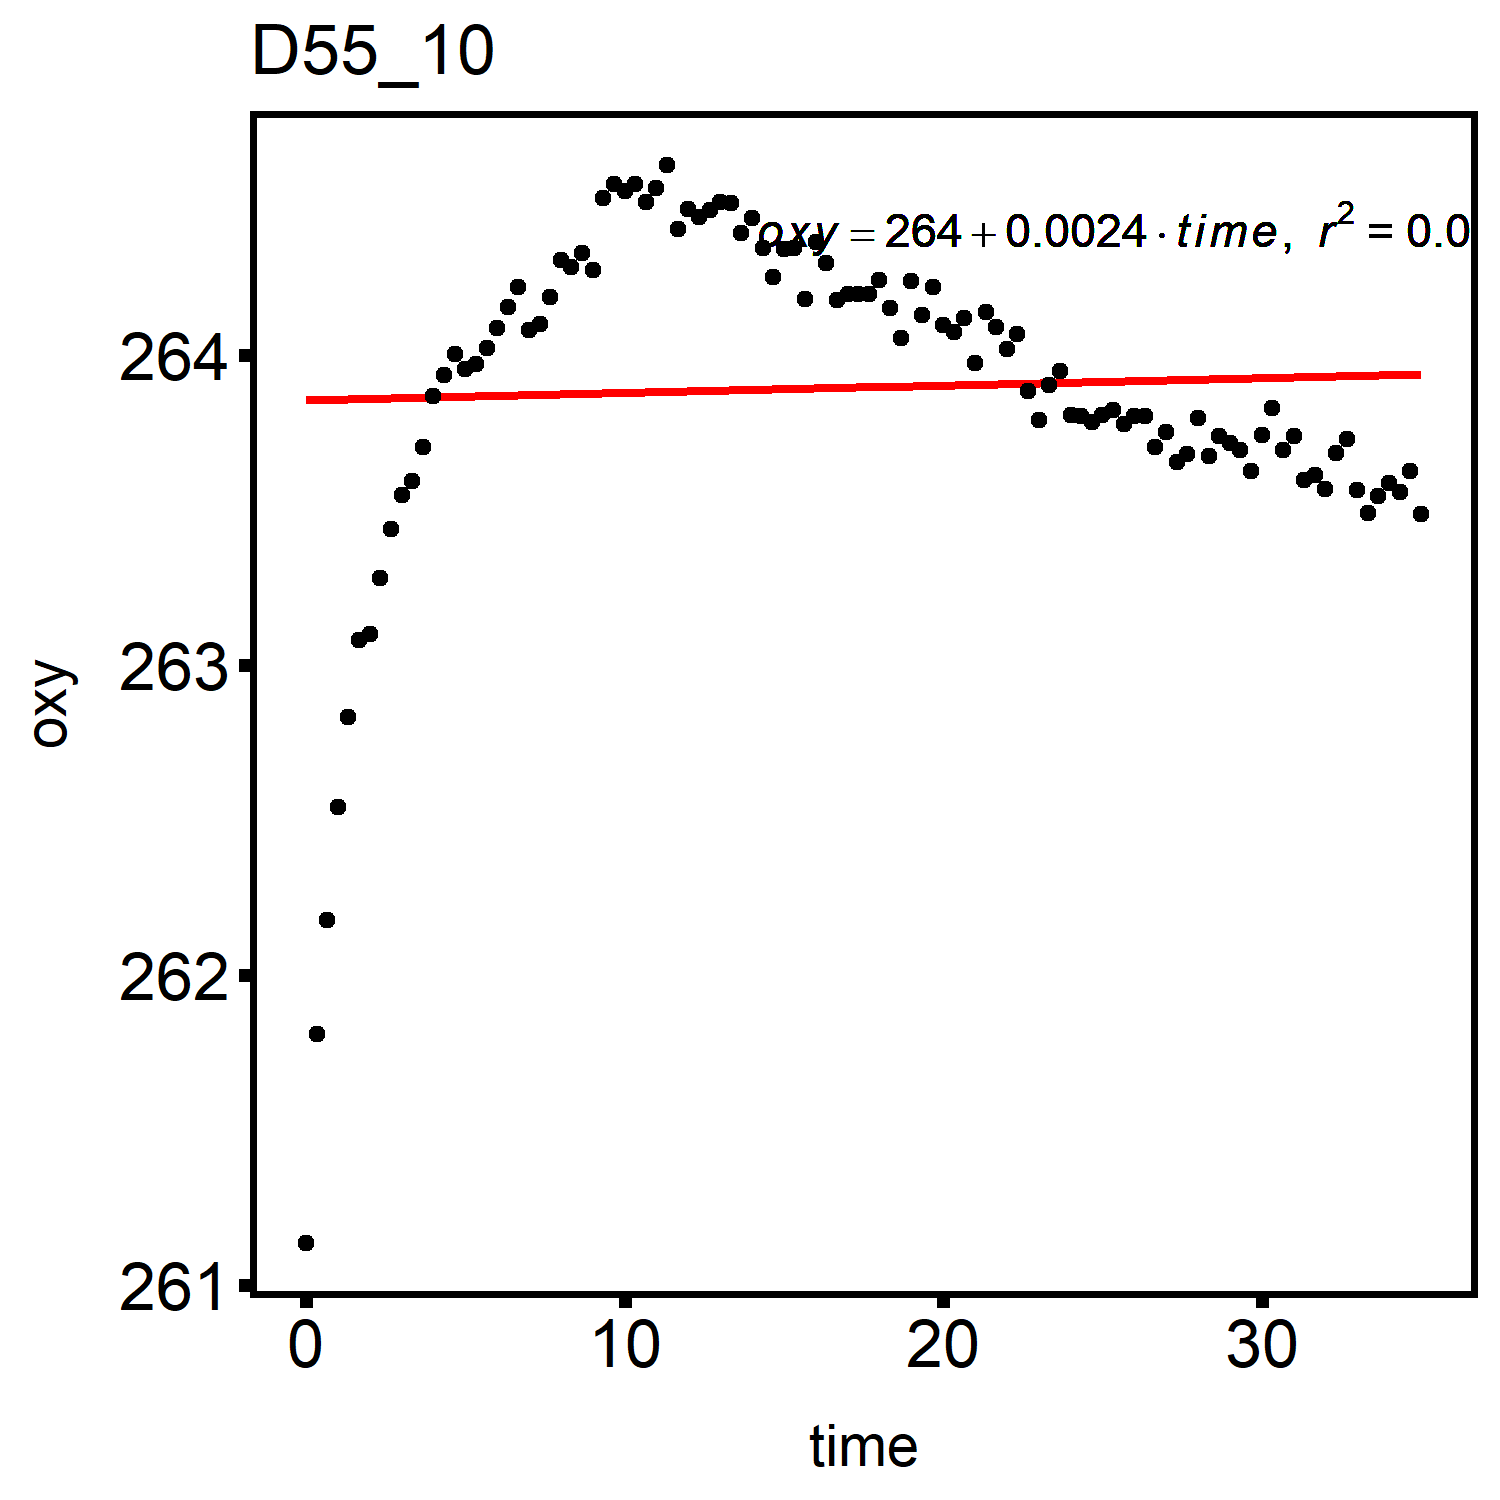 D55_10
oxy = 264 + 0.0024 · time, r² = 0.0
264
263
262
261
oxy
0 10 20 30
time